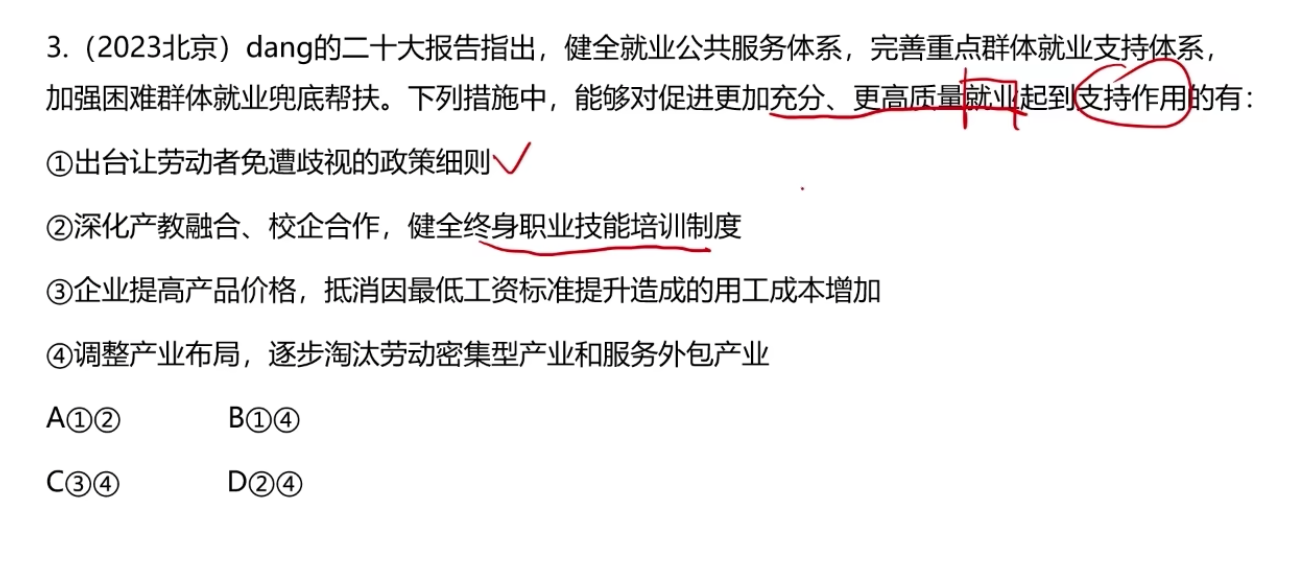 3.（2023北京）dang的二十大报告指出，健全就业公共服务体系，完善重点群体就业支持体系，
加强困难群体就业兜底帮扶。下列措施中，能够对促进更加充分、更高质量就业起到支持作用的有：
①出台让劳动者免遭歧视的政策细则
②深化产教融合、校企合作，健全终身职业技能培训制度
③企业提高产品价格，抵消因最低工资标准提升造成的用工成本增加
④调整产业布局，逐步淘汰劳动密集型产业和服务外包产业
A①② B①④
C③④ D②④